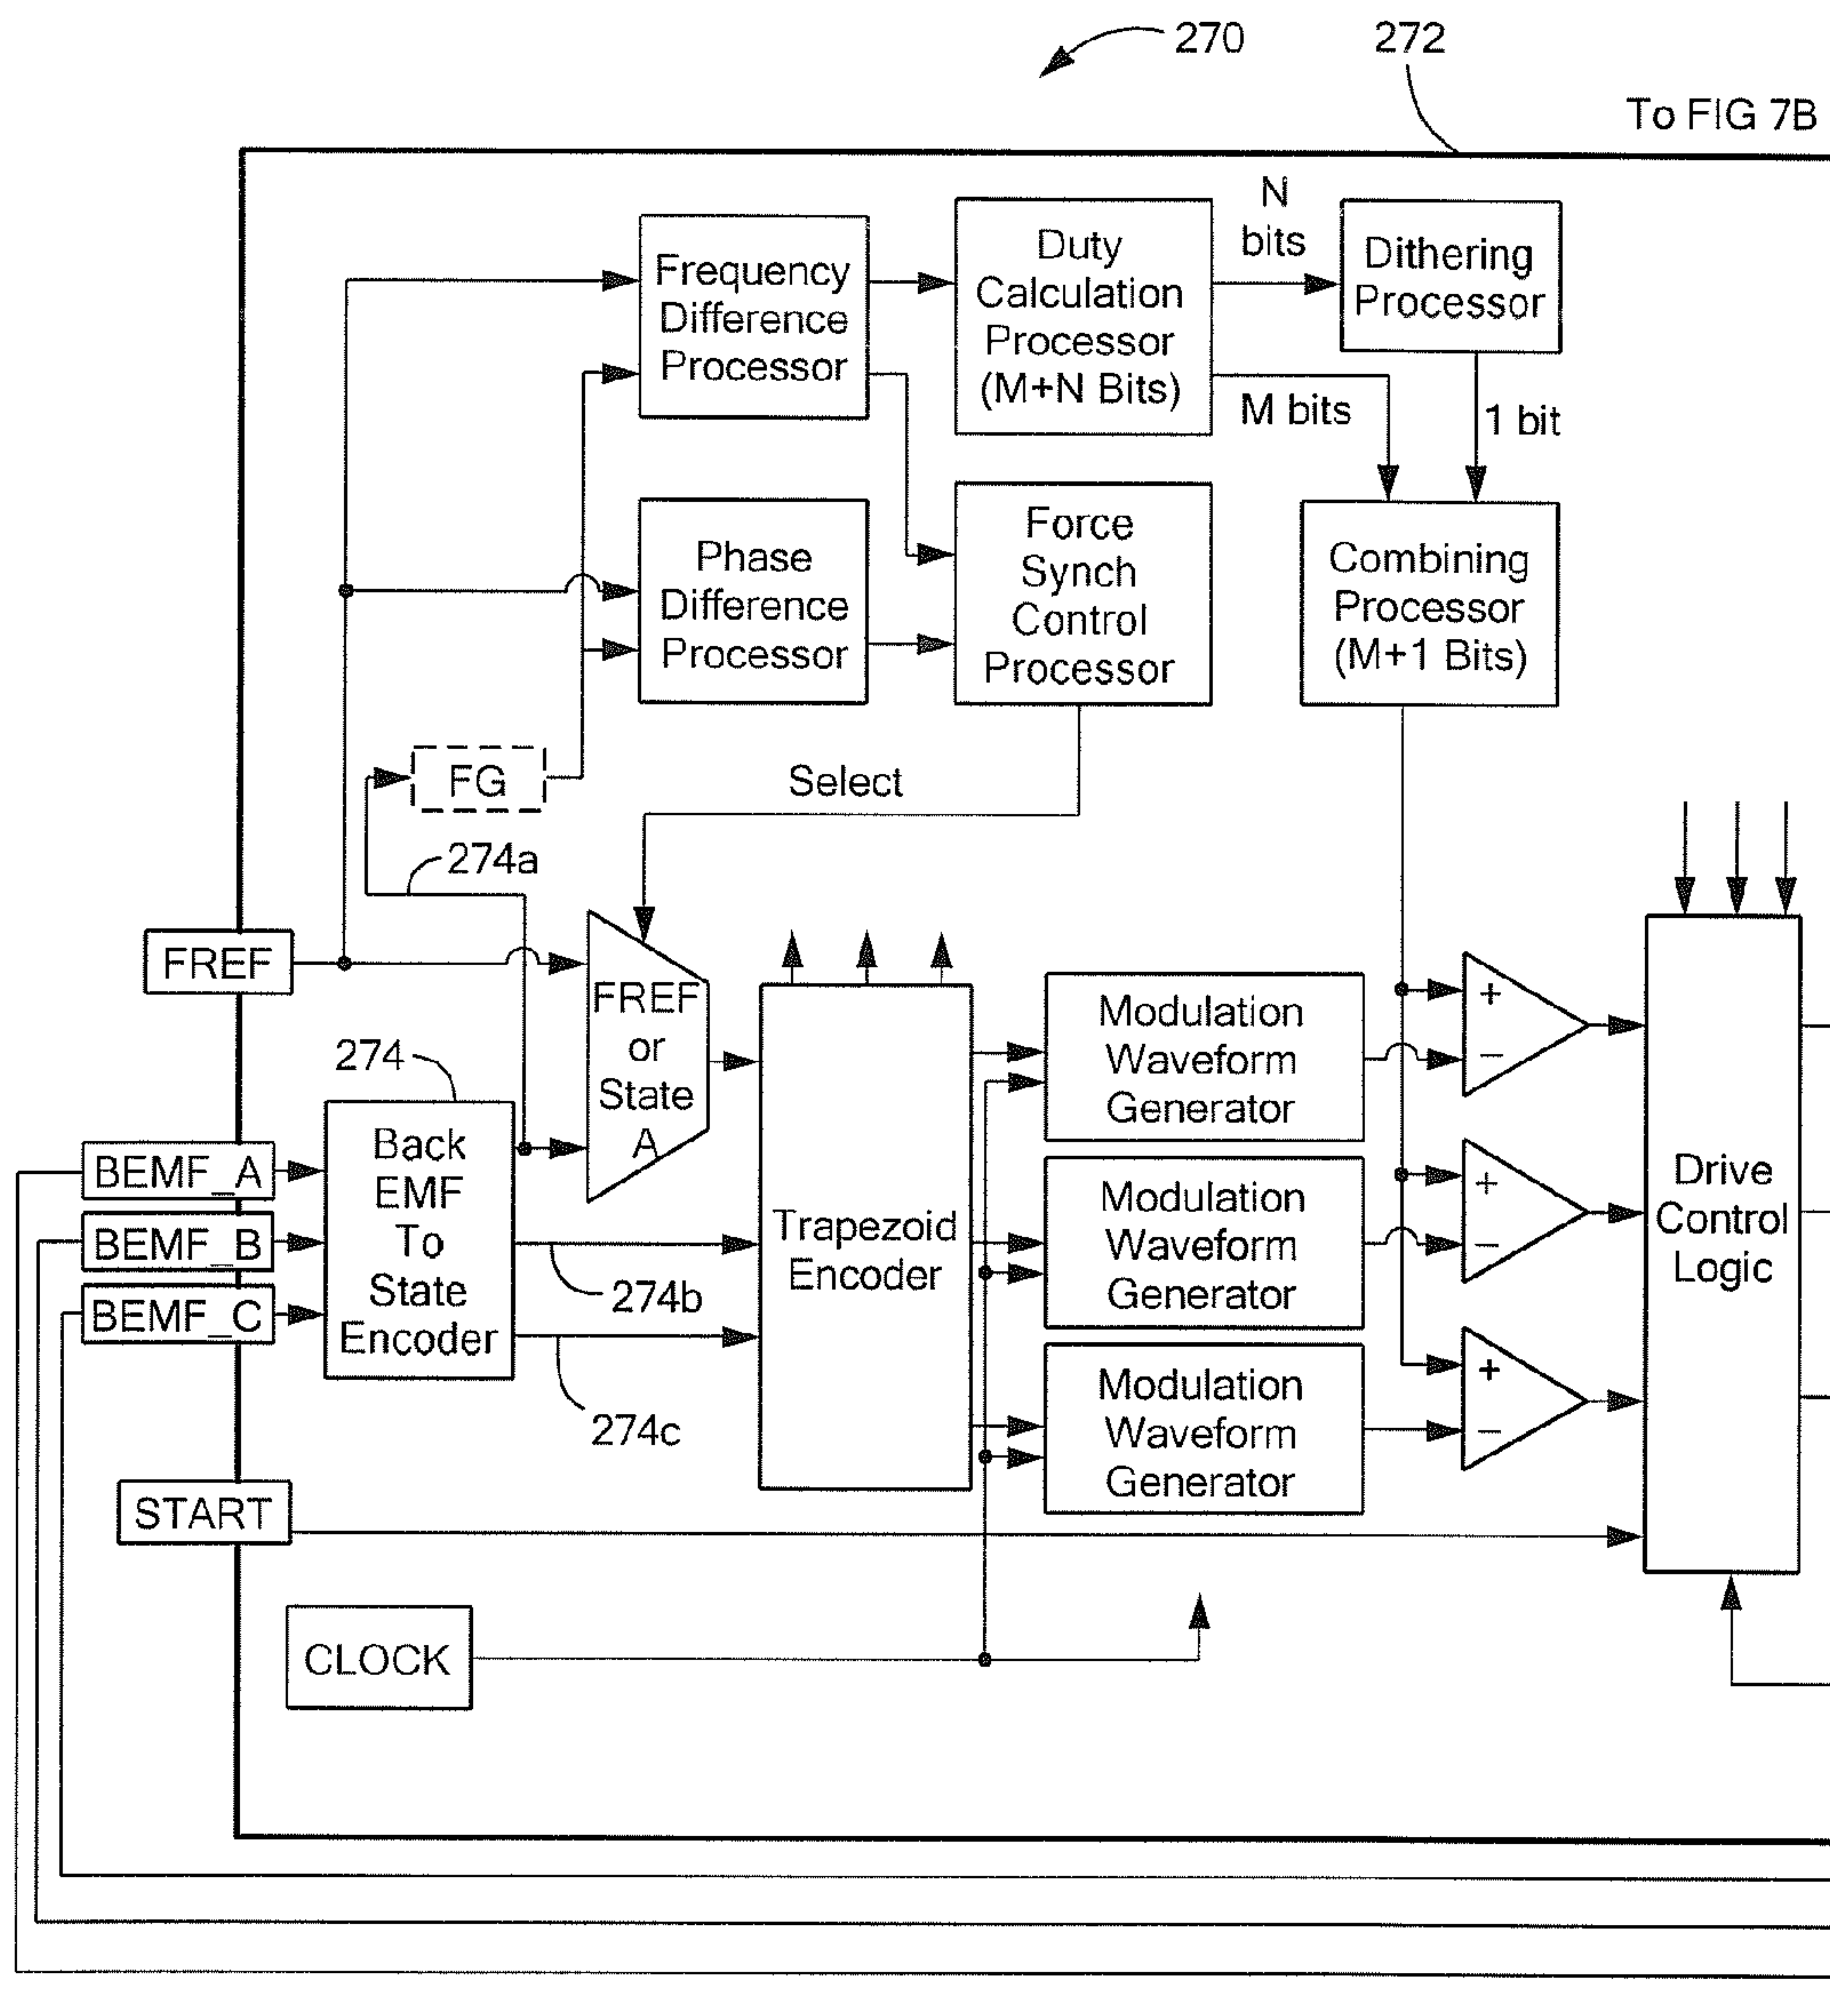 270
272
To FIG 7B
Frequency
Difference
Processor
Duty
Calculation
Processor
(M+N Bits)
N
bits
M bits
Dithering
Processor
1 bit
Phase
Difference
Processor
Force
Synch
Control
Processor
Combining
Processor
(M+1 Bits)
FG
Select
274a
FREF
FREF
or
State
A
274
Back
EMF
To
State
Encoder
BEMF_A
BEMF_B
BEMF_C
274b
274c
Trapezoid
Encoder
Modulation
Waveform
Generator
Modulation
Waveform
Generator
Modulation
Waveform
Generator
+
−
+
−
+
−
Drive
Control
Logic
START
CLOCK